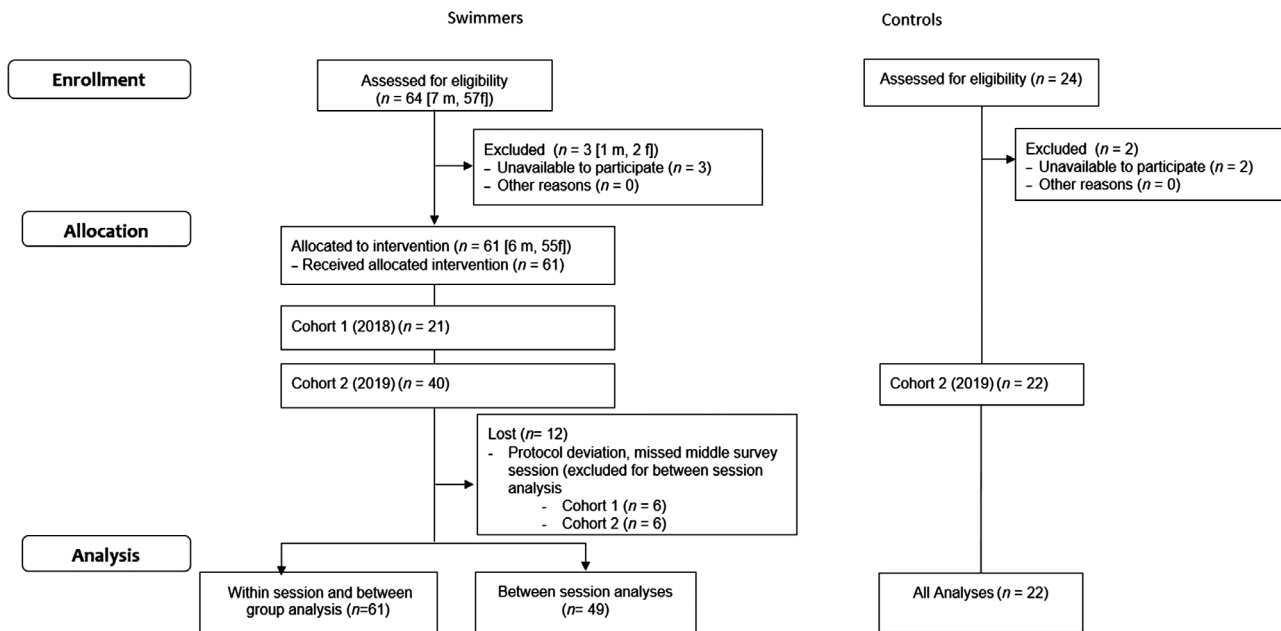 Swimmers
Controls
Enrollment
Assessed for eligibility
(n = 64 [7 m, 57f])
Assessed for eligibility (n = 24)
Excluded (n = 3 [1 m, 2 f])
– Unavailable to participate (n = 3)
– Other reasons (n = 0)
Excluded (n = 2)
– Unavailable to participate (n = 2)
– Other reasons (n = 0)
Allocation
Allocated to intervention (n = 61 [6 m, 55f])
– Received allocated intervention (n = 61)
Cohort 1 (2018) (n = 21)
Cohort 2 (2019) (n = 40)
Cohort 2 (2019) (n = 22)
Lost (n= 12)
- Protocol deviation, missed middle survey
session (excluded for between session
analysis
- Cohort 1 (n = 6)
- Cohort 2 (n = 6)
Analysis
Within session and between
group analysis (n=61)
Between session analyses
(n= 49)
All Analyses (n = 22)